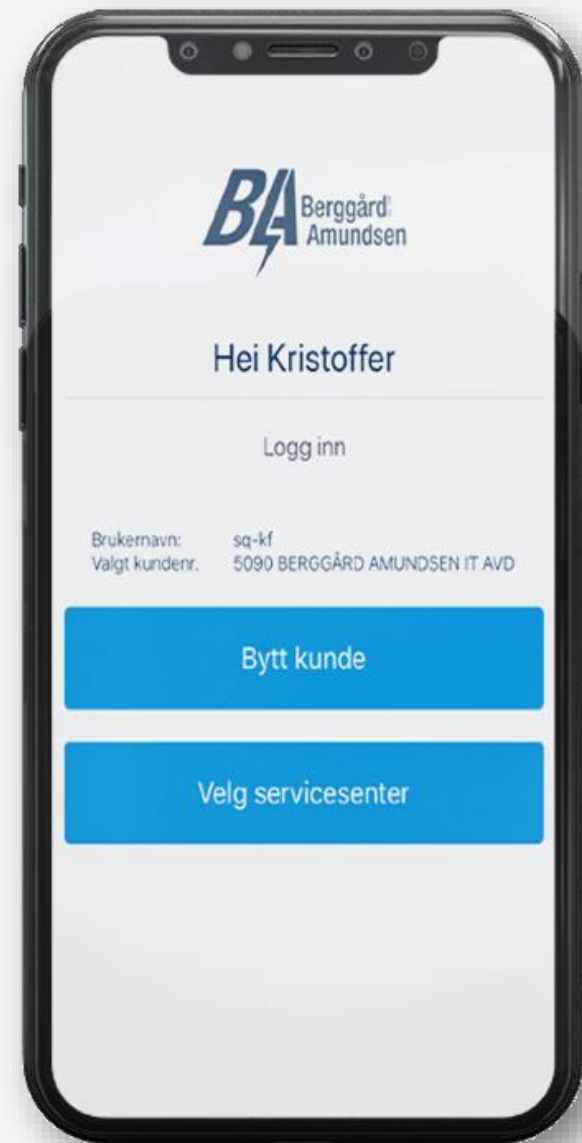 BA Berggård
Amundsen
Hei Kristoffer
Logg inn
Brukernavn: sq-kf
Valgt kundenr. 5090 BERGGÅRD AMUNDSEN IT AVD
Bytt kunde
Velg servicesenter